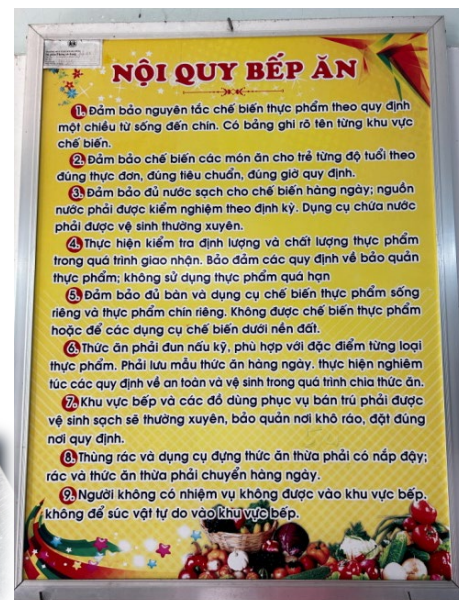 NỘI QUY BẾP ĂN
1. Đảm bảo nguyên tắc chế biến thực phẩm theo quy định
một chiều từ sống đến chín. Có bảng ghi rõ tên từng khu vực
chế biến.
2. Đảm bảo chế biến các món ăn cho trẻ từng độ tuổi theo
đúng thực đơn, đúng tiêu chuẩn, đúng giờ quy định.
3. Đảm bảo đủ nước sạch cho chế biến hàng ngày; nguồn
nước phải được kiểm nghiệm theo định kỳ. Dụng cụ chứa nước
phải được vệ sinh thường xuyên.
4. Thực hiện kiểm tra định lượng và chất lượng thực phẩm
trong quá trình giao nhận. Bảo đảm các quy định về bảo quản
thực phẩm; không sử dụng thực phẩm quá hạn
5. Đảm bảo đủ bàn và dụng cụ chế biến thực phẩm sống
riêng và thực phẩm chín riêng. Không được chế biến thực phẩm
hoặc để các dụng cụ chế biến dưới nền đất.
6. Thức ăn phải đun nấu kỹ, phù hợp với đặc điểm từng loại
thực phẩm. Phải lưu mẫu thức ăn hàng ngày. thực hiện nghiêm
túc các quy định về an toàn và vệ sinh trong quá trình chia thức ăn.
7. Khu vực bếp và các đồ dùng phục vụ bán trú phải được
vệ sinh sạch sẽ thường xuyên, bảo quản nơi khô ráo, đặt đúng
nơi quy định.
8. Thùng rác và dụng cụ đựng thức ăn thừa phải có nắp đậy;
rác và thức ăn thừa phải chuyển hàng ngày.
9. Người không có nhiệm vụ không được vào khu vực bếp,
không để súc vật tự do vào khu vực bếp.